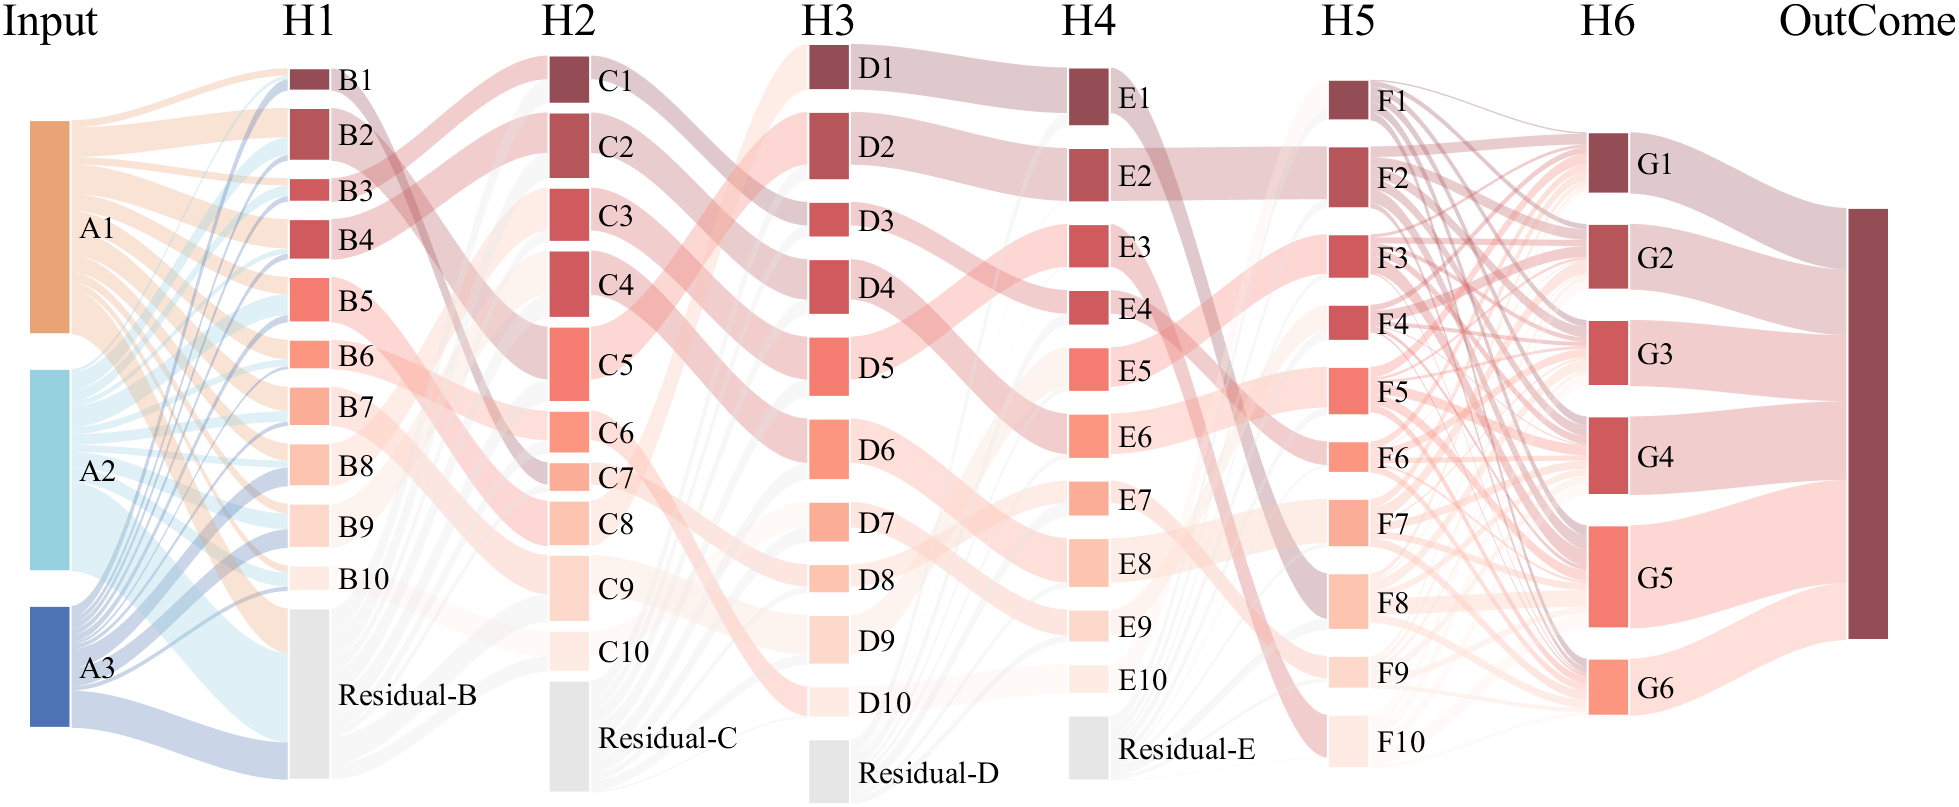 Input H1 H2 H3 H4 H5 H6 OutCome
A1
A2
A3
B1
B2
B3
B4
B5
B6
B7
B8
B9
B10
Residual-B
C1
C2
C3
C4
C5
C6
C7
C8
C9
C10
Residual-C
D1
D2
D3
D4
D5
D6
D7
D8
D9
D10
Residual-D
E1
E2
E3
E4
E5
E6
E7
E8
E9
E10
Residual-E
F1
F2
F3
F4
F5
F6
F7
F8
F9
F10
G1
G2
G3
G4
G5
G6